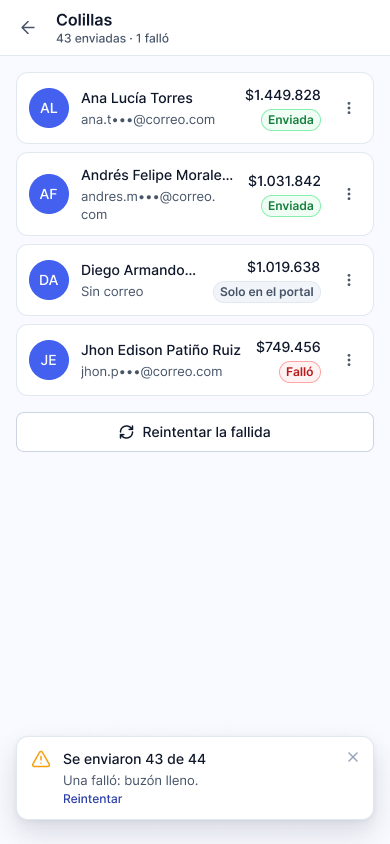 Colillas
43 enviadas · 1 falló
AL
Ana Lucía Torres
ana.t•••@correo.com
$1.449.828
Enviada
AF
Andrés Felipe Morale...
andres.m•••@correo.
com
$1.031.842
Enviada
DA
Diego Armando...
Sin correo
$1.019.638
Solo en el portal
JE
Jhon Edison Patiño Ruiz
jhon.p•••@correo.com
$749.456
Falló
Reintentar la fallida
Se enviaron 43 de 44
Una falló: buzón lleno.
Reintentar